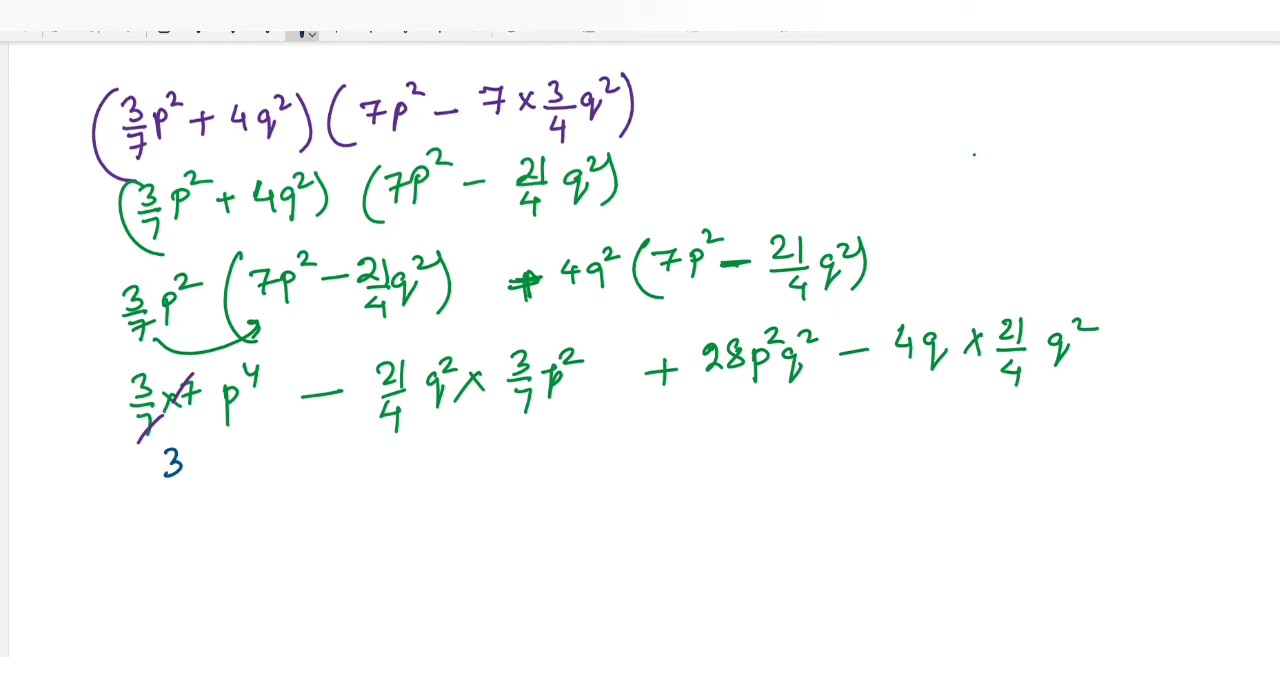 (3/7 p² + 4q²) (7p² - 7 × 3/4 q²)
(3/7 p² + 4q²) (7p² - 21/4 q²)
3/7 p² (7p² - 21/4 q²) + 4q² (7p² - 21/4 q²)
3/7 × 7 p⁴ - 21/4 q² × 3/7 p² + 28p²q² - 4q × 21/4 q²
3